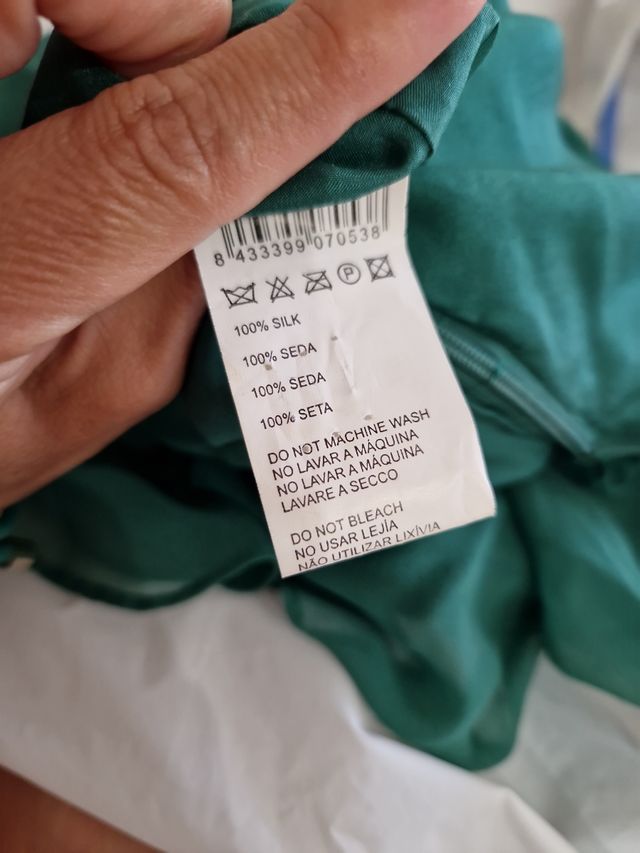 8 433399 070538
P
100% SILK
100% SEDA
100% SEDA
100% SETA
DO NOT MACHINE WASH
NO LAVAR A MÁQUINA
NO LAVAR A MÁQUINA
LAVARE A SECCO
DO NOT BLEACH
NO USAR LEJÍA
NÃO UTILIZAR LIXÍVIA